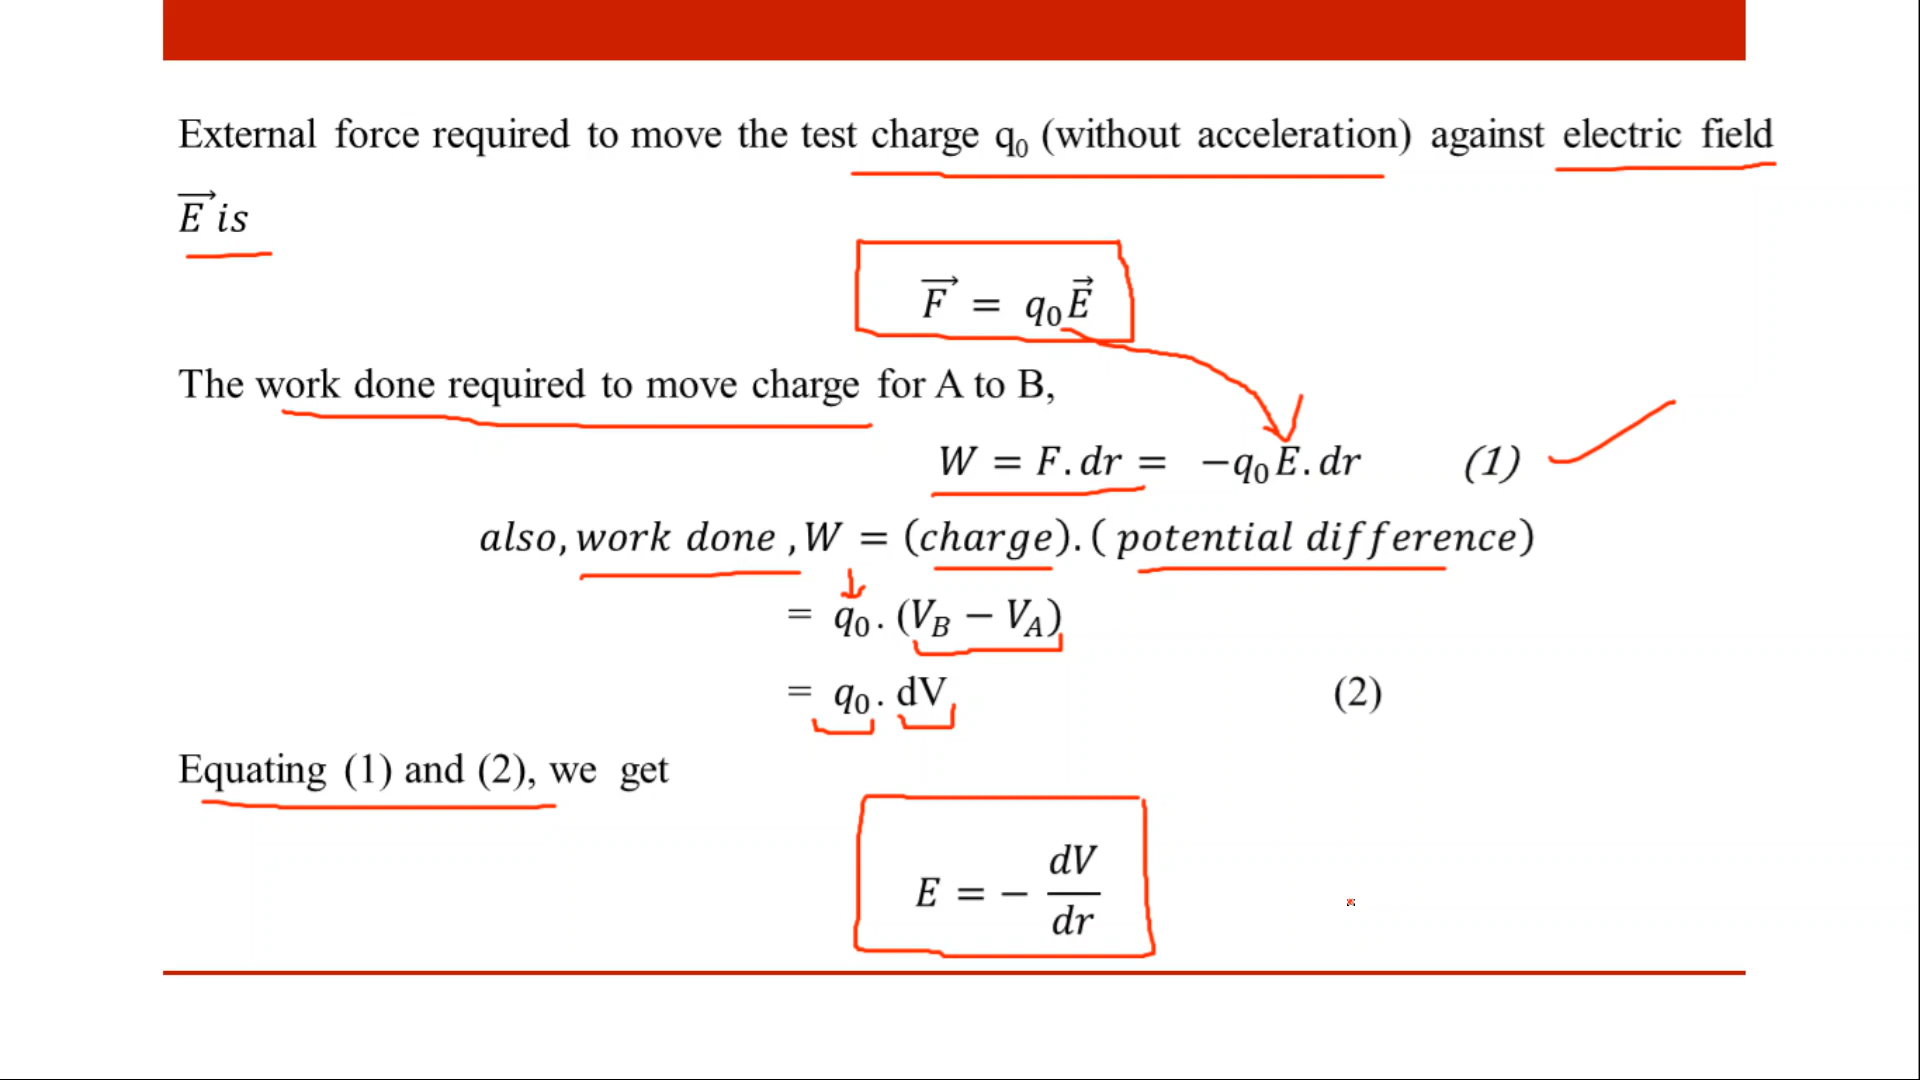 External force required to move the test charge q₀ (without acceleration) against electric field
E⃗ is
F⃗ = q₀E⃗
The work done required to move charge for A to B,
W = F.dr = −q₀E.dr (1)
also, work done ,W = (charge).( potential difference)
= q₀. (V_B − V_A)
= q₀. dV (2)
Equating (1) and (2), we get
E = − dV/dr